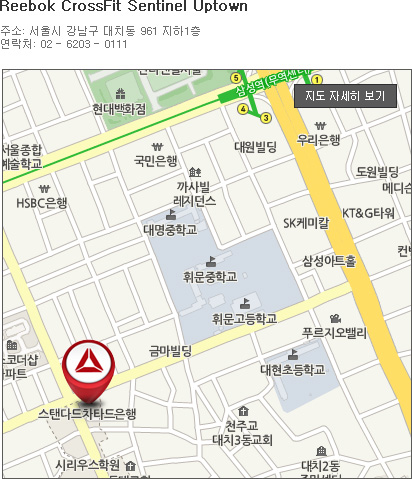 Reebok CrossFit Sentinel Uptown
주소: 서울시 강남구 대치동 961 지하1층
연락처: 02 - 6203 - 0111
5
삼성역(무역센터)
1
지도 자세히 보기
현대백화점
4
3
우리은행
서울종합
예술학교
국민은행
대원빌딩
까사빌
레지던스
도원빌딩
메디슨
HSBC은행
대명중학교
SK케미칼
KT&G타워
휘문중학교
삼성아트홀
휘문고등학교
푸르지오밸리
스코더샵
아파트
금마빌딩
대현초등학교
스탠다드차타드은행
천주교
대치3동교회
시리우스학원
대치2동